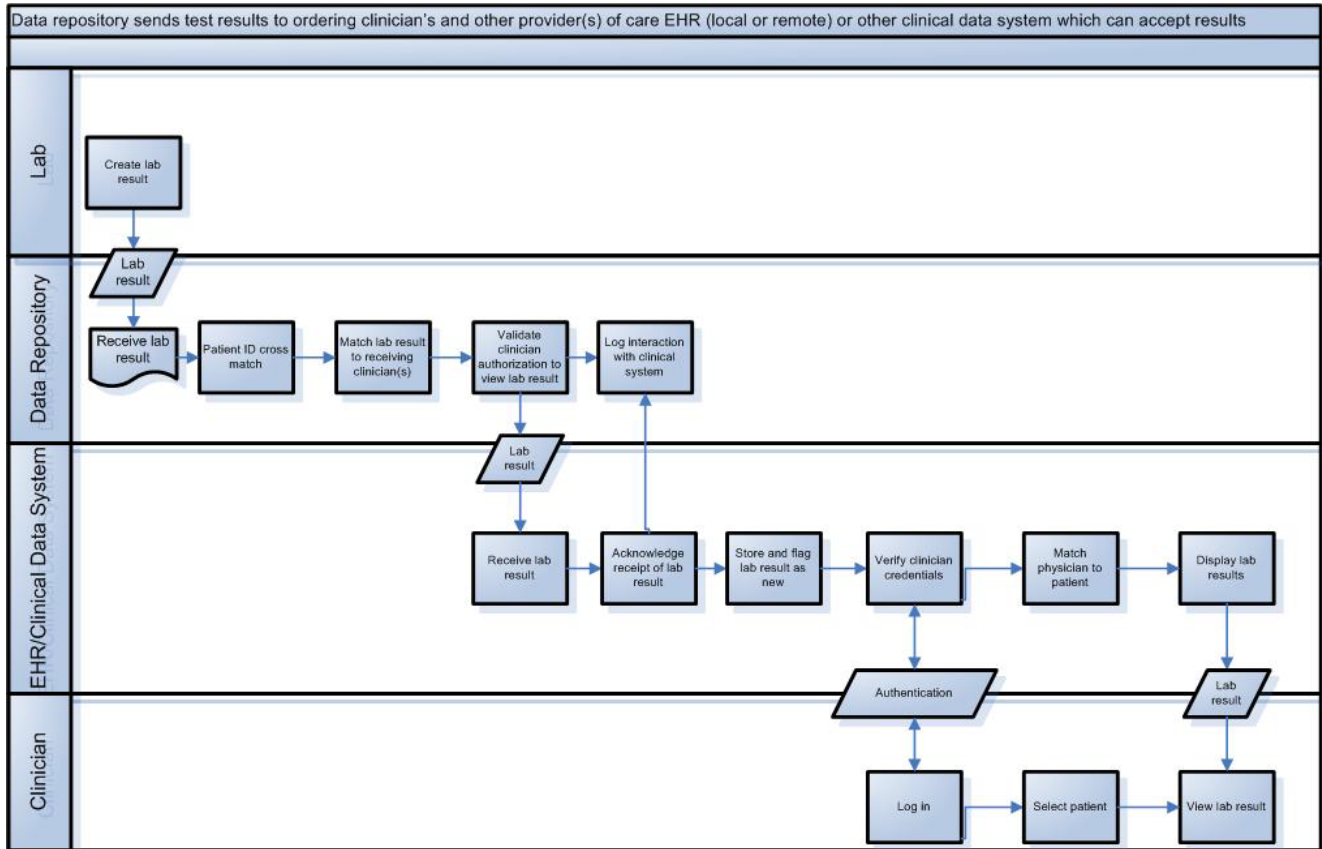 Data repository sends test results to ordering clinician's and other provider(s) of care EHR (local or remote) or other clinical data system which can accept results
Lab
Create lab
result
Lab
result
Data Repository
Receive lab
result
Patient ID cross
match
Match lab result
to receiving
clinician(s)
Validate
clinician
authorization to
view lab result
Log interaction
with clinical
system
Lab
result
EHR/Clinical Data System
Receive lab
result
Acknowledge
receipt of lab
result
Store and flag
lab result as
new
Verify clinician
credentials
Match
physician to
patient
Display lab
results
Authentication
Lab
result
Clinician
Log in
Select patient
View lab result